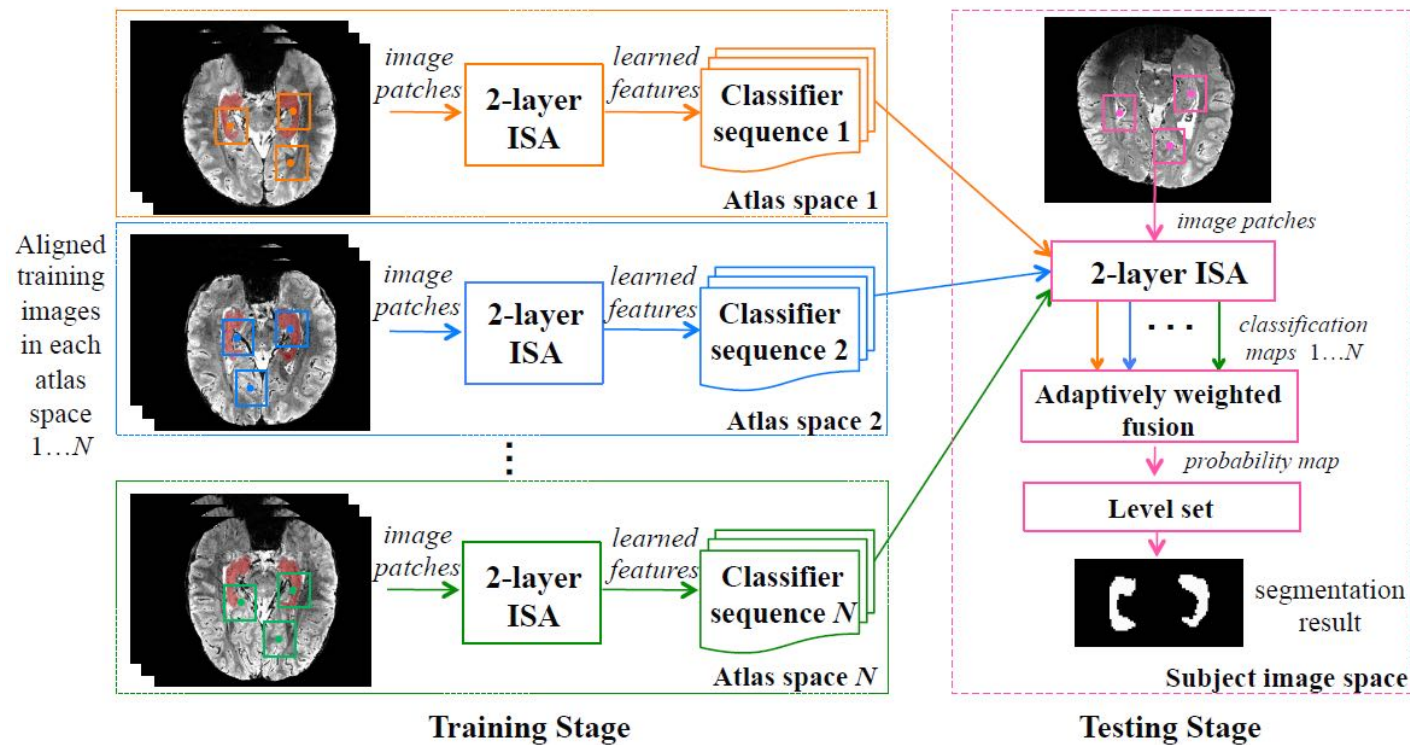 Aligned
training
images
in each
atlas
space
1…N
image
patches
2-layer
ISA
learned
features
Classifier
sequence 1
Atlas space 1
image
patches
2-layer
ISA
learned
features
Classifier
sequence 2
Atlas space 2
image
patches
2-layer
ISA
learned
features
Classifier
sequence N
Atlas space N
Training Stage
image patches
2-layer ISA
classification
maps 1…N
Adaptively weighted
fusion
probability map
Level set
segmentation
result
Subject image space
Testing Stage